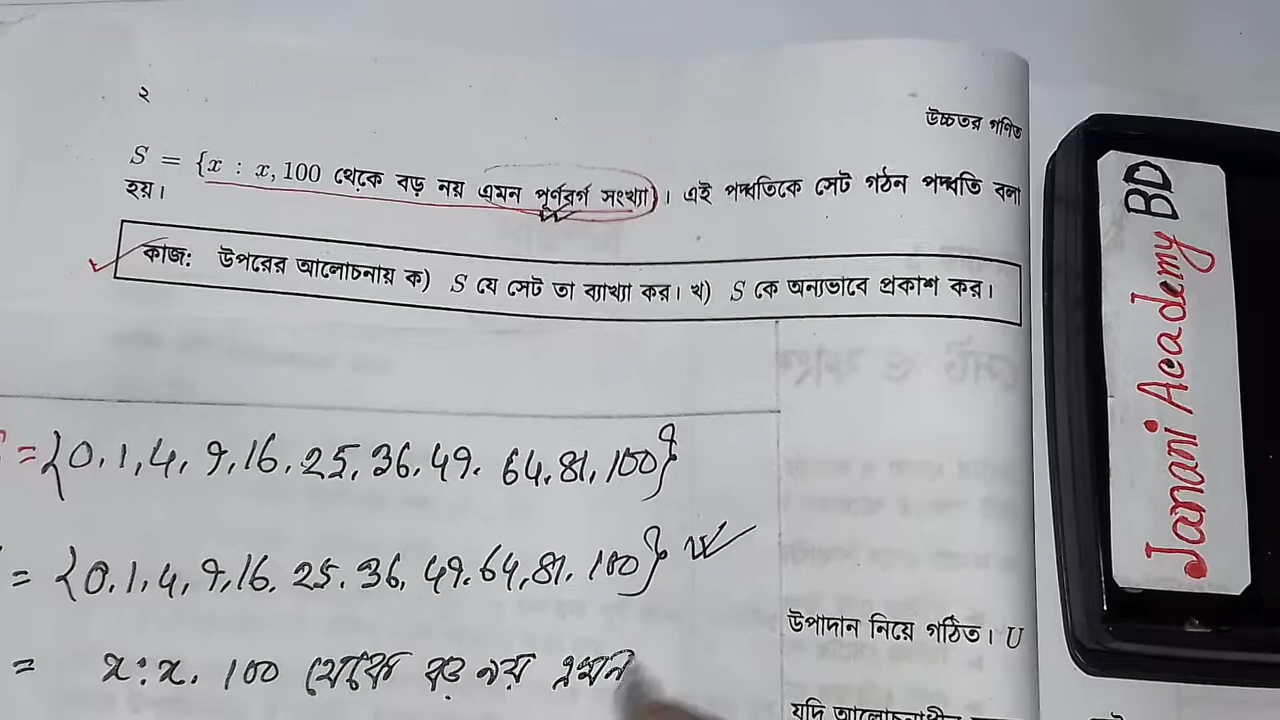 ২
উচ্চতর গণিত
S = {x : x, 100 থেকে বড় নয় এমন পূর্ণবর্গ সংখ্যা}। এই পদ্ধতিকে সেট গঠন পদ্ধতি বলা
হয়।
কাজ: উপরের আলোচনায় ক) S যে সেট তা ব্যাখ্যা কর। খ) S কে অন্যভাবে প্রকাশ কর।
= {0, 1, 4, 9, 16, 25, 36, 49, 64, 81, 100}
= {0, 1, 4, 9, 16, 25, 36, 49, 64, 81, 100}
= x : x, 100 থেকে বড় নয় এমন
উপাদান নিয়ে গঠিত। U
যদি
Janani Academy BD